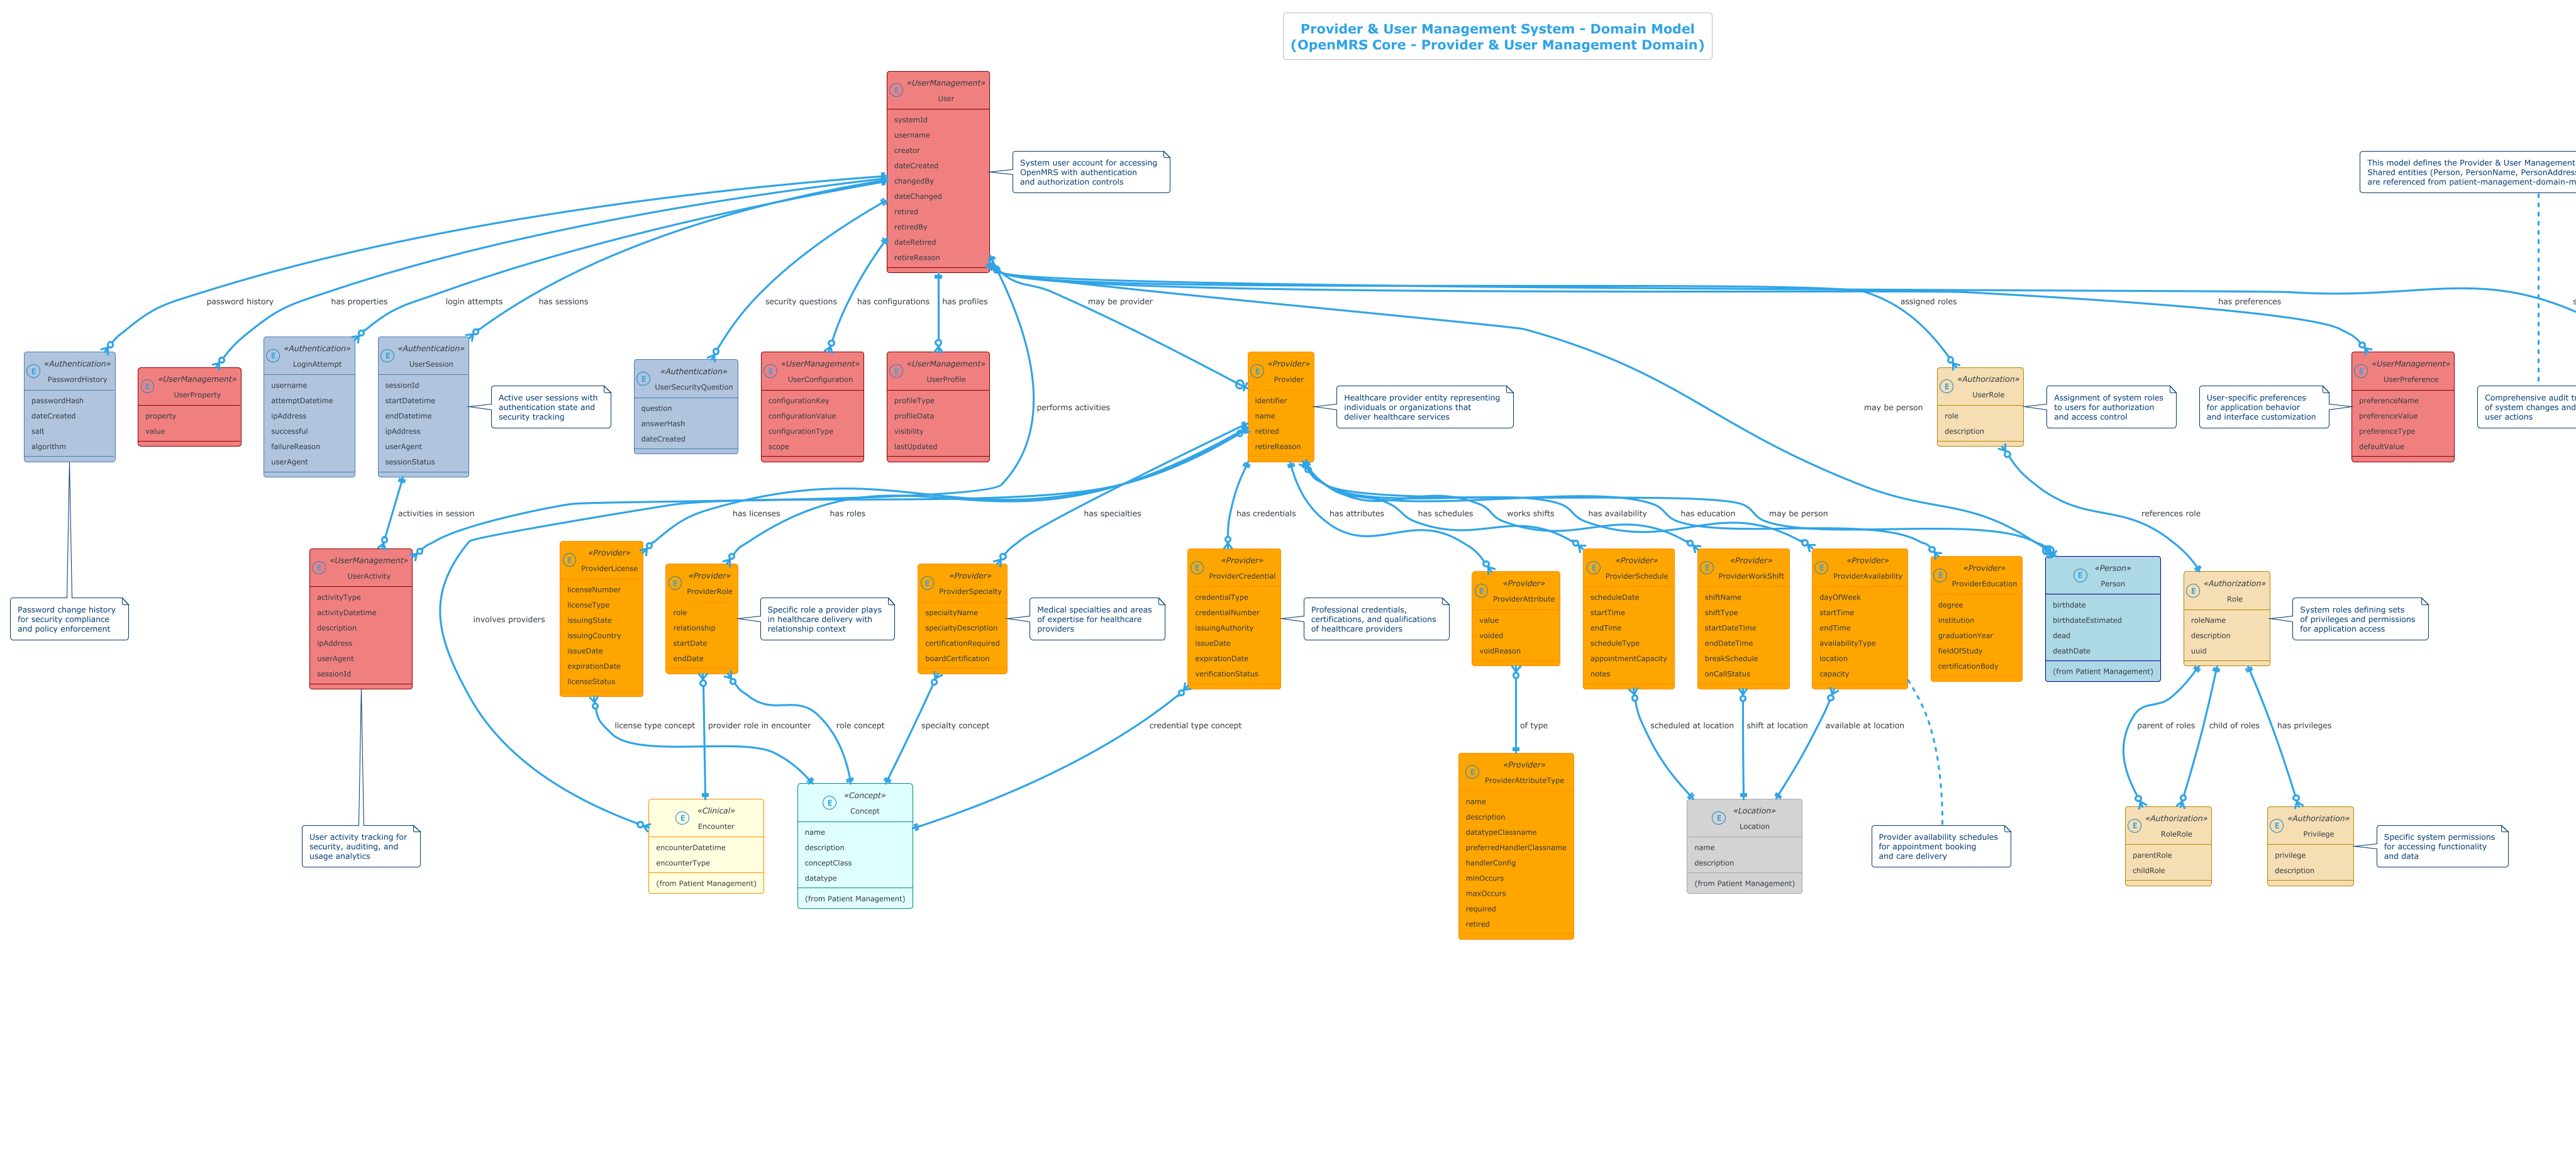 Provider & User Management System - Domain Model
(OpenMRS Core - Provider & User Management Domain)
«UserManagement»
E
User
systemId
username
creator
dateCreated
changedBy
dateChanged
retired
retiredBy
dateRetired
retireReason
System user account for accessing
OpenMRS with authentication
and authorization controls
This model defines the Provider & User Management
Shared entities (Person, PersonName, PersonAddress
are referenced from patient-management-domain-m
password history
has properties
login attempts
has sessions
security questions
has configurations
has profiles
may be provider
assigned roles
has preferences
«Authentication»
E
PasswordHistory
passwordHash
dateCreated
salt
algorithm
«UserManagement»
E
UserProperty
property
value
«Authentication»
E
LoginAttempt
username
attemptDatetime
ipAddress
successful
failureReason
userAgent
«Authentication»
E
UserSession
sessionId
startDatetime
endDatetime
ipAddress
userAgent
sessionStatus
Active user sessions with
authentication state and
security tracking
«Authentication»
E
UserSecurityQuestion
question
answerHash
dateCreated
«UserManagement»
E
UserConfiguration
configurationKey
configurationValue
configurationType
scope
«UserManagement»
E
UserProfile
profileType
profileData
visibility
lastUpdated
performs activities
«Provider»
E
Provider
identifier
name
retired
retireReason
Healthcare provider entity representing
individuals or organizations that
deliver healthcare services
may be person
«Authorization»
E
UserRole
role
description
Assignment of system roles
to users for authorization
and access control
User-specific preferences
for application behavior
and interface customization
«UserManagement»
E
UserPreference
preferenceName
preferenceValue
preferenceType
defaultValue
Comprehensive audit tr
of system changes and
user actions
activities in session
has licenses
has roles
has specialties
has credentials
has attributes
has schedules
works shifts
has availability
has education
may be person
references role
Password change history
for security compliance
and policy enforcement
«UserManagement»
E
UserActivity
activityType
activityDatetime
description
ipAddress
userAgent
sessionId
involves providers
«Provider»
E
ProviderLicense
licenseNumber
licenseType
issuingState
issuingCountry
issueDate
expirationDate
licenseStatus
«Provider»
E
ProviderRole
role
relationship
startDate
endDate
Specific role a provider plays
in healthcare delivery with
relationship context
«Provider»
E
ProviderSpecialty
specialtyName
specialtyDescription
certificationRequired
boardCertification
Medical specialties and areas
of expertise for healthcare
providers
«Provider»
E
ProviderCredential
credentialType
credentialNumber
issuingAuthority
issueDate
expirationDate
verificationStatus
Professional credentials,
certifications, and qualifications
of healthcare providers
«Provider»
E
ProviderAttribute
value
voided
voidReason
«Provider»
E
ProviderSchedule
scheduleDate
startTime
endTime
scheduleType
appointmentCapacity
notes
«Provider»
E
ProviderWorkShift
shiftName
shiftType
startDateTime
endDateTime
breakSchedule
onCallStatus
«Provider»
E
ProviderAvailability
dayOfWeek
startTime
endTime
availabilityType
location
capacity
«Provider»
E
ProviderEducation
degree
institution
graduationYear
fieldOfStudy
certificationBody
«Person»
E
Person
birthdate
birthdateEstimated
dead
deathDate
(from Patient Management)
«Authorization»
E
Role
roleName
description
uuid
System roles defining sets
of privileges and permissions
for application access
license type concept
provider role in encounter
role concept
specialty concept
credential type concept
of type
scheduled at location
shift at location
available at location
parent of roles
child of roles
has privileges
User activity tracking for
security, auditing, and
usage analytics
«Clinical»
E
Encounter
encounterDatetime
encounterType
(from Patient Management)
«Concept»
E
Concept
name
description
conceptClass
datatype
(from Patient Management)
«Provider»
E
ProviderAttributeType
name
description
datatypeClassname
preferredHandlerClassname
handlerConfig
minOccurs
maxOccurs
required
retired
«Location»
E
Location
name
description
(from Patient Management)
Provider availability schedules
for appointment booking
and care delivery
«Authorization»
E
RoleRole
parentRole
childRole
«Authorization»
E
Privilege
privilege
description
Specific system permissions
for accessing functionality
and data